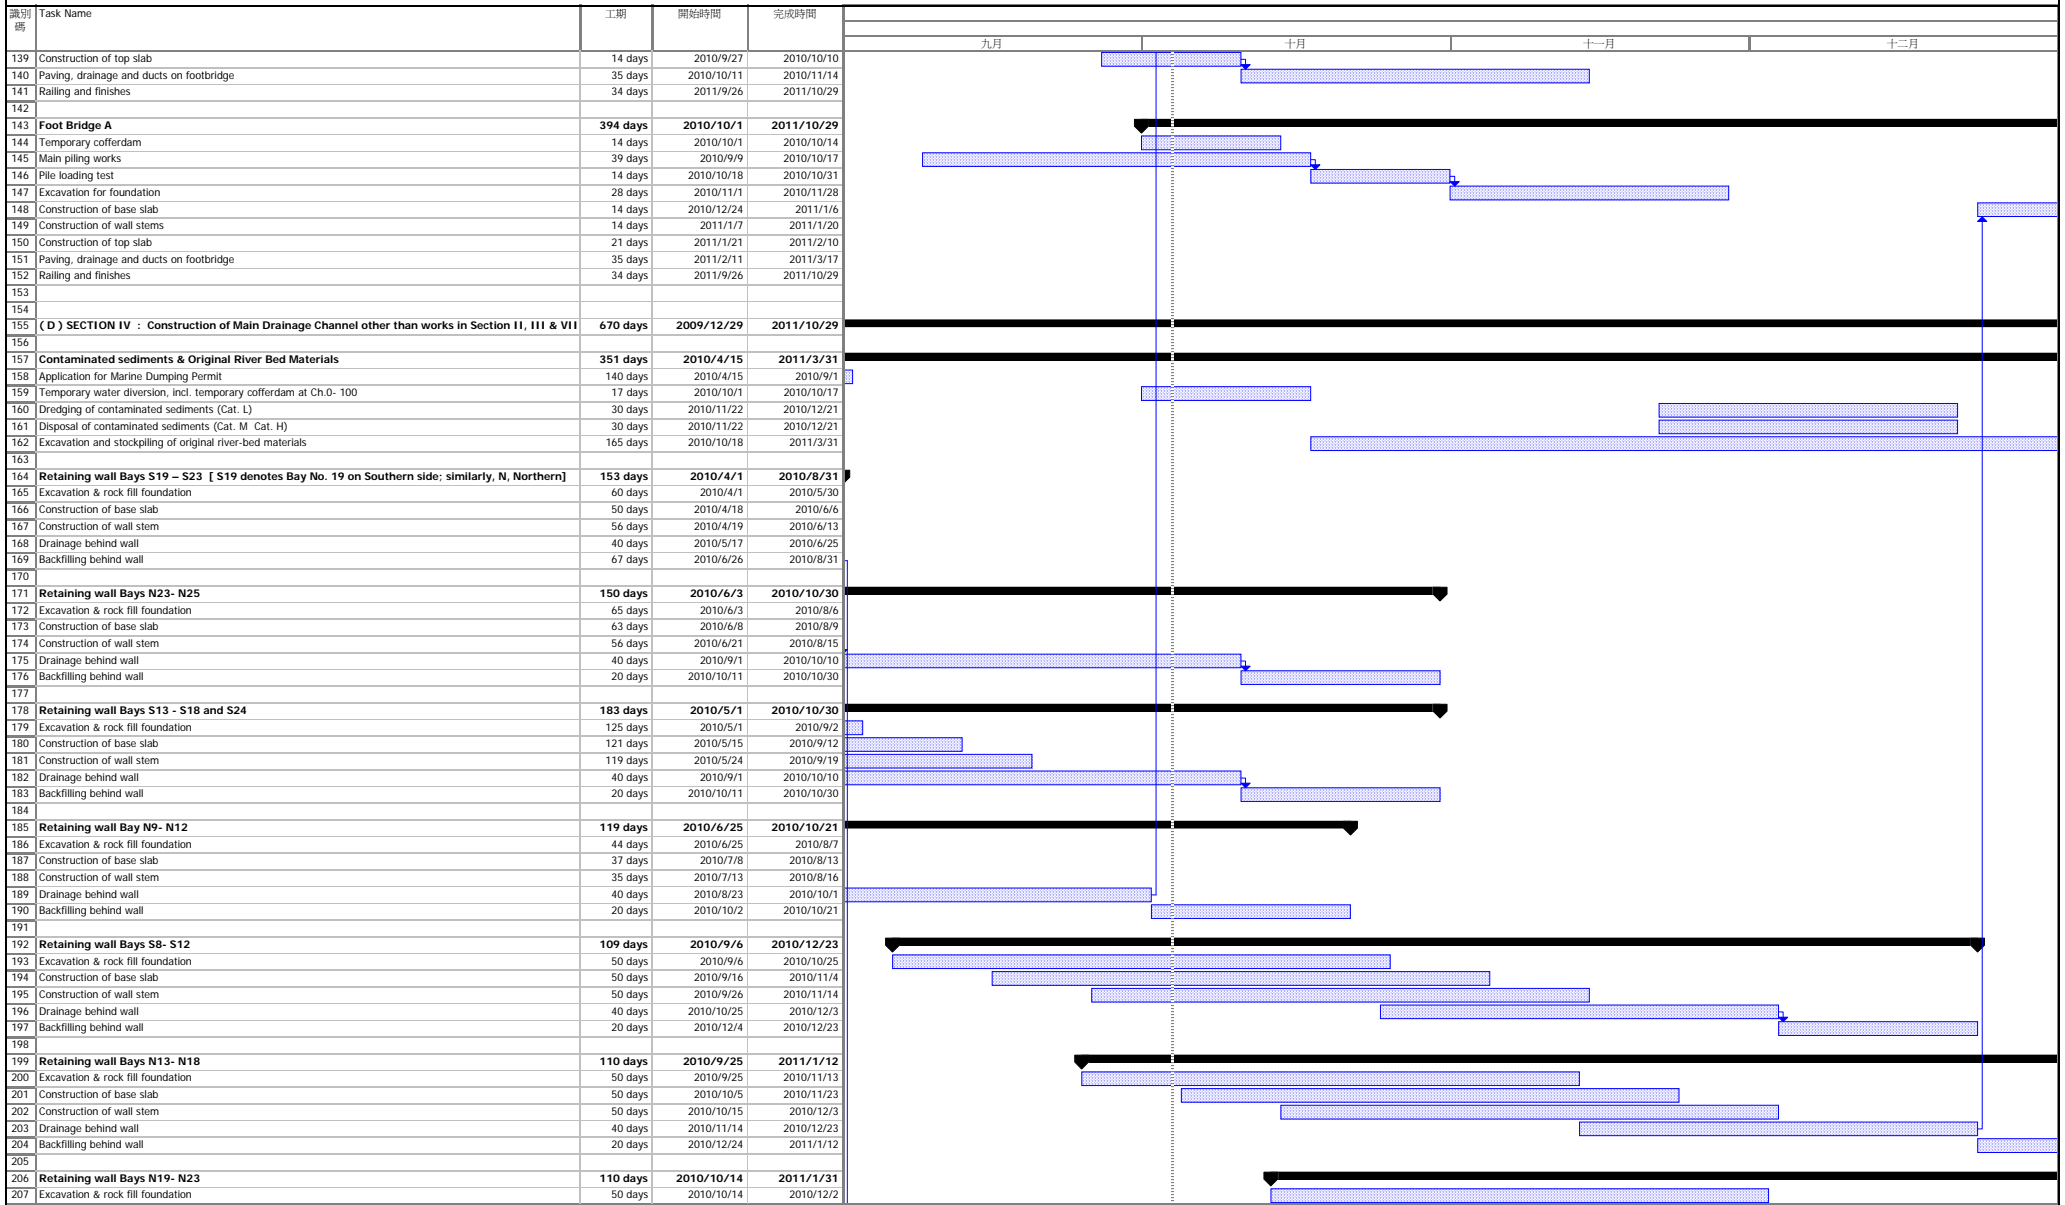 識別碼 Task Name 工期 開始時間 完成時間
九月 十月 十一月 十二月
139 Construction of top slab 14 days 2010/9/27 2010/10/10
140 Paving, drainage and ducts on footbridge 35 days 2010/10/11 2010/11/14
141 Railing and finishes 34 days 2011/9/26 2011/10/29
142
143 Foot Bridge A 394 days 2010/10/1 2011/10/29
144 Temporary cofferdam 14 days 2010/10/1 2010/10/14
145 Main piling works 39 days 2010/9/9 2010/10/17
146 Pile loading test 14 days 2010/10/18 2010/10/31
147 Excavation for foundation 28 days 2010/11/1 2010/11/28
148 Construction of base slab 14 days 2010/12/24 2011/1/6
149 Construction of wall stems 14 days 2011/1/7 2011/1/20
150 Construction of top slab 21 days 2011/1/21 2011/2/10
151 Paving, drainage and ducts on footbridge 35 days 2011/2/11 2011/3/17
152 Railing and finishes 34 days 2011/9/26 2011/10/29
153
154
155 ( D ) SECTION IV : Construction of Main Drainage Channel other than works in Section II, III & VII 670 days 2009/12/29 2011/10/29
156
157 Contaminated sediments & Original River Bed Materials 351 days 2010/4/15 2011/3/31
158 Application for Marine Dumping Permit 140 days 2010/4/15 2010/9/1
159 Temporary water diversion, incl. temporary cofferdam at Ch.0- 100 17 days 2010/10/1 2010/10/17
160 Dredging of contaminated sediments (Cat. L) 30 days 2010/11/22 2010/12/21
161 Disposal of contaminated sediments (Cat. M Cat. H) 30 days 2010/11/22 2010/12/21
162 Excavation and stockpiling of original river-bed materials 165 days 2010/10/18 2011/3/31
163
164 Retaining wall Bays S19 – S23 [ S19 denotes Bay No. 19 on Southern side; similarly, N, Northern] 153 days 2010/4/1 2010/8/31
165 Excavation & rock fill foundation 60 days 2010/4/1 2010/5/30
166 Construction of base slab 50 days 2010/4/18 2010/6/6
167 Construction of wall stem 56 days 2010/4/19 2010/6/13
168 Drainage behind wall 40 days 2010/5/17 2010/6/25
169 Backfilling behind wall 67 days 2010/6/26 2010/8/31
170
171 Retaining wall Bays N23- N25 150 days 2010/6/3 2010/10/30
172 Excavation & rock fill foundation 65 days 2010/6/3 2010/8/6
173 Construction of base slab 63 days 2010/6/8 2010/8/9
174 Construction of wall stem 56 days 2010/6/21 2010/8/15
175 Drainage behind wall 40 days 2010/9/1 2010/10/10
176 Backfilling behind wall 20 days 2010/10/11 2010/10/30
177
178 Retaining wall Bays S13 - S18 and S24 183 days 2010/5/1 2010/10/30
179 Excavation & rock fill foundation 125 days 2010/5/1 2010/9/2
180 Construction of base slab 121 days 2010/5/15 2010/9/12
181 Construction of wall stem 119 days 2010/5/24 2010/9/19
182 Drainage behind wall 40 days 2010/9/1 2010/10/10
183 Backfilling behind wall 20 days 2010/10/11 2010/10/30
184
185 Retaining wall Bay N9- N12 119 days 2010/6/25 2010/10/21
186 Excavation & rock fill foundation 44 days 2010/6/25 2010/8/7
187 Construction of base slab 37 days 2010/7/8 2010/8/13
188 Construction of wall stem 35 days 2010/7/13 2010/8/16
189 Drainage behind wall 40 days 2010/8/23 2010/10/1
190 Backfilling behind wall 20 days 2010/10/2 2010/10/21
191
192 Retaining wall Bays S8- S12 109 days 2010/9/6 2010/12/23
193 Excavation & rock fill foundation 50 days 2010/9/6 2010/10/25
194 Construction of base slab 50 days 2010/9/16 2010/11/4
195 Construction of wall stem 50 days 2010/9/26 2010/11/14
196 Drainage behind wall 40 days 2010/10/25 2010/12/3
197 Backfilling behind wall 20 days 2010/12/4 2010/12/23
198
199 Retaining wall Bays N13- N18 110 days 2010/9/25 2011/1/12
200 Excavation & rock fill foundation 50 days 2010/9/25 2010/11/13
201 Construction of base slab 50 days 2010/10/5 2010/11/23
202 Construction of wall stem 50 days 2010/10/15 2010/12/3
203 Drainage behind wall 40 days 2010/11/14 2010/12/23
204 Backfilling behind wall 20 days 2010/12/24 2011/1/12
205
206 Retaining wall Bays N19- N23 110 days 2010/10/14 2011/1/31
207 Excavation & rock fill foundation 50 days 2010/10/14 2010/12/2